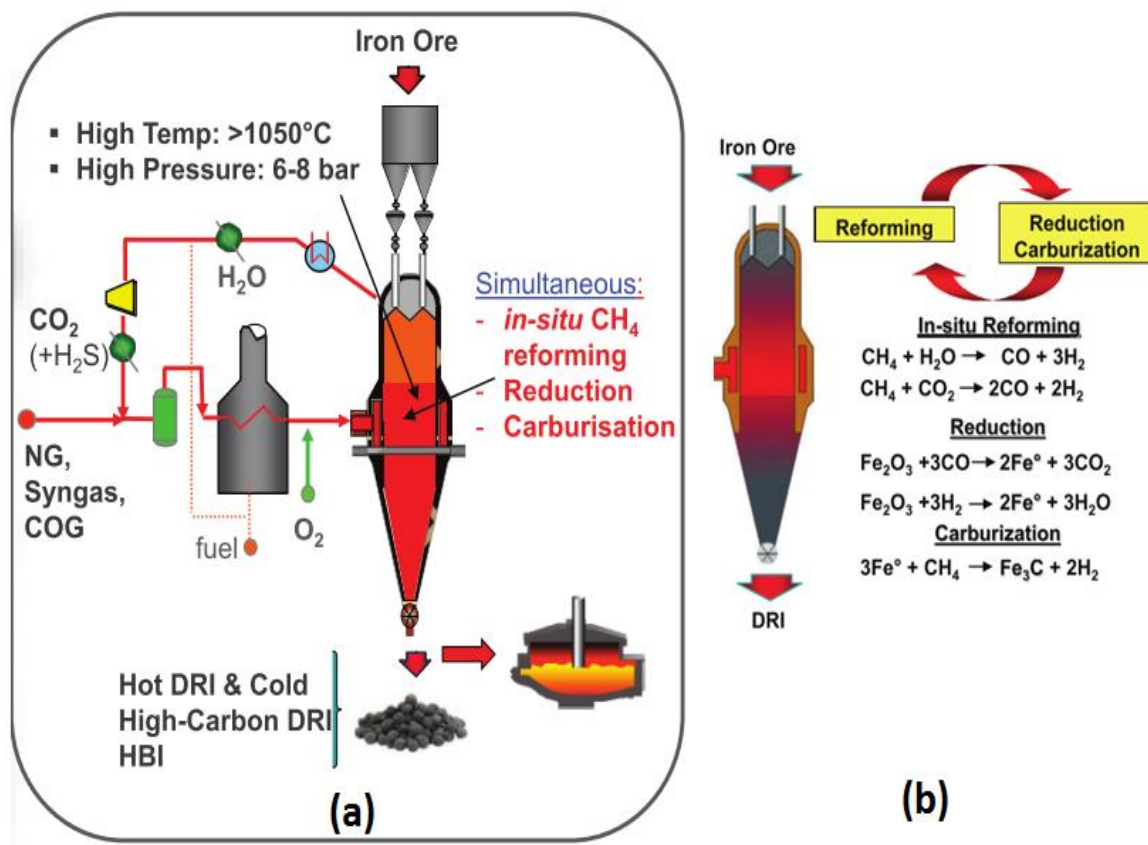 Iron Ore
▪ High Temp: >1050°C
▪ High Pressure: 6-8 bar
H₂O
CO₂
(+H₂S)
NG,
Syngas,
COG
fuel
O₂
Simultaneous:
- in-situ CH₄
reforming
- Reduction
- Carburisation
Hot DRI & Cold
High-Carbon DRI
HBI
(a)
Iron Ore
Reforming
Reduction
Carburization
In-situ Reforming
CH₄ + H₂O → CO + 3H₂
CH₄ + CO₂ → 2CO + 2H₂
Reduction
Fe₂O₃ +3CO → 2Fe° + 3CO₂
Fe₂O₃ +3H₂ → 2Fe° + 3H₂O
Carburization
3Fe° + CH₄ → Fe₃C + 2H₂
DRI
(b)